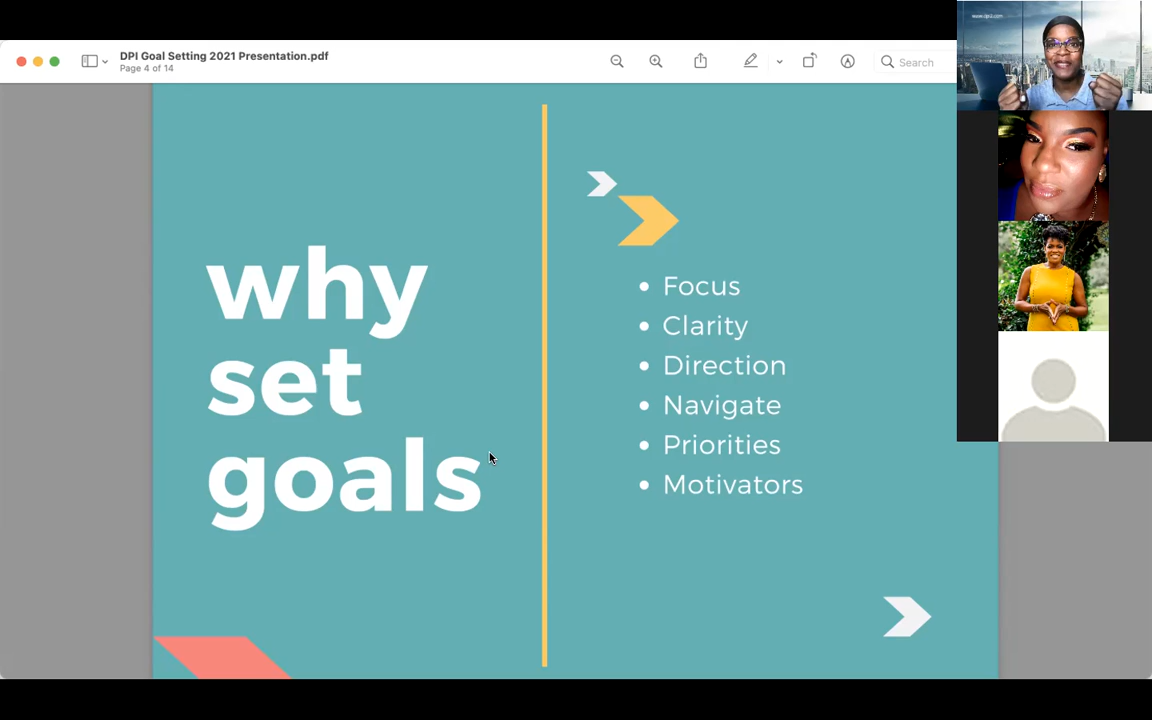 DPI Goal Setting 2021 Presentation.pdf
Page 4 of 14
Search
why
set
goals
• Focus
• Clarity
• Direction
• Navigate
• Priorities
• Motivators